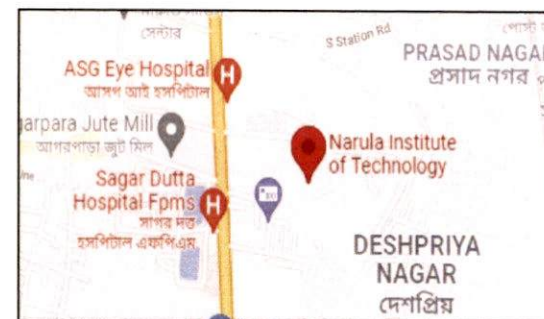 সেন্টার
S Station Rd
পোস্ট
PRASAD NAGAR
প্রসাদ নগর
ASG Eye Hospital
আসগ আই হসপিটাল
garpara Jute Mill
আগরপাড়া জুট মিল
Narula Institute
of Technology
Sagar Dutta
Hospital Fpms
সাগর দত্ত
হসপিটাল এফপিএম
DESHPRIYA
NAGAR
দেশপ্রিয়